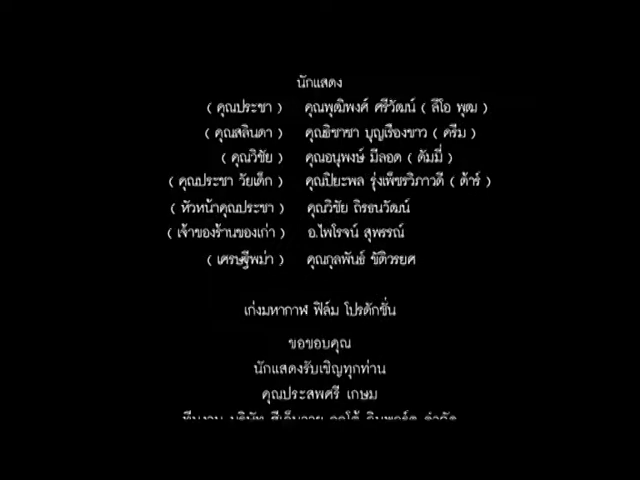 นักแสดง
( คุณประชา ) คุณพุฒิพงศ์ ศรีวัฒน์ ( ลีโอ พุฒ )
( คุณสลินดา ) คุณธิชาชา บุญเรืองขาว ( ครีม )
( คุณวิชัย ) คุณอนุพงษ์ มีลอด ( ตัมมี่ )
( คุณประชา วัยเด็ก ) คุณปิยะพล รุ่งเพ็ชรวิภาวดี ( ต้าร์ )
( หัวหน้าคุณประชา ) คุณวิชัย ถิรธนวัฒน์
( เจ้าของร้านของเก่า ) อ.ไพโรจน์ สุพรรณ์
( เศรษฐีพม่า ) คุณกุลพันธ์ ขัติวรยศ
เก่งมหากาฬ ฟิล์ม โปรดักชั่น
ขอขอบคุณ
นักแสดงรับเชิญทุกท่าน
คุณประสพศรี เกษม
ทีมงาน บริษัท